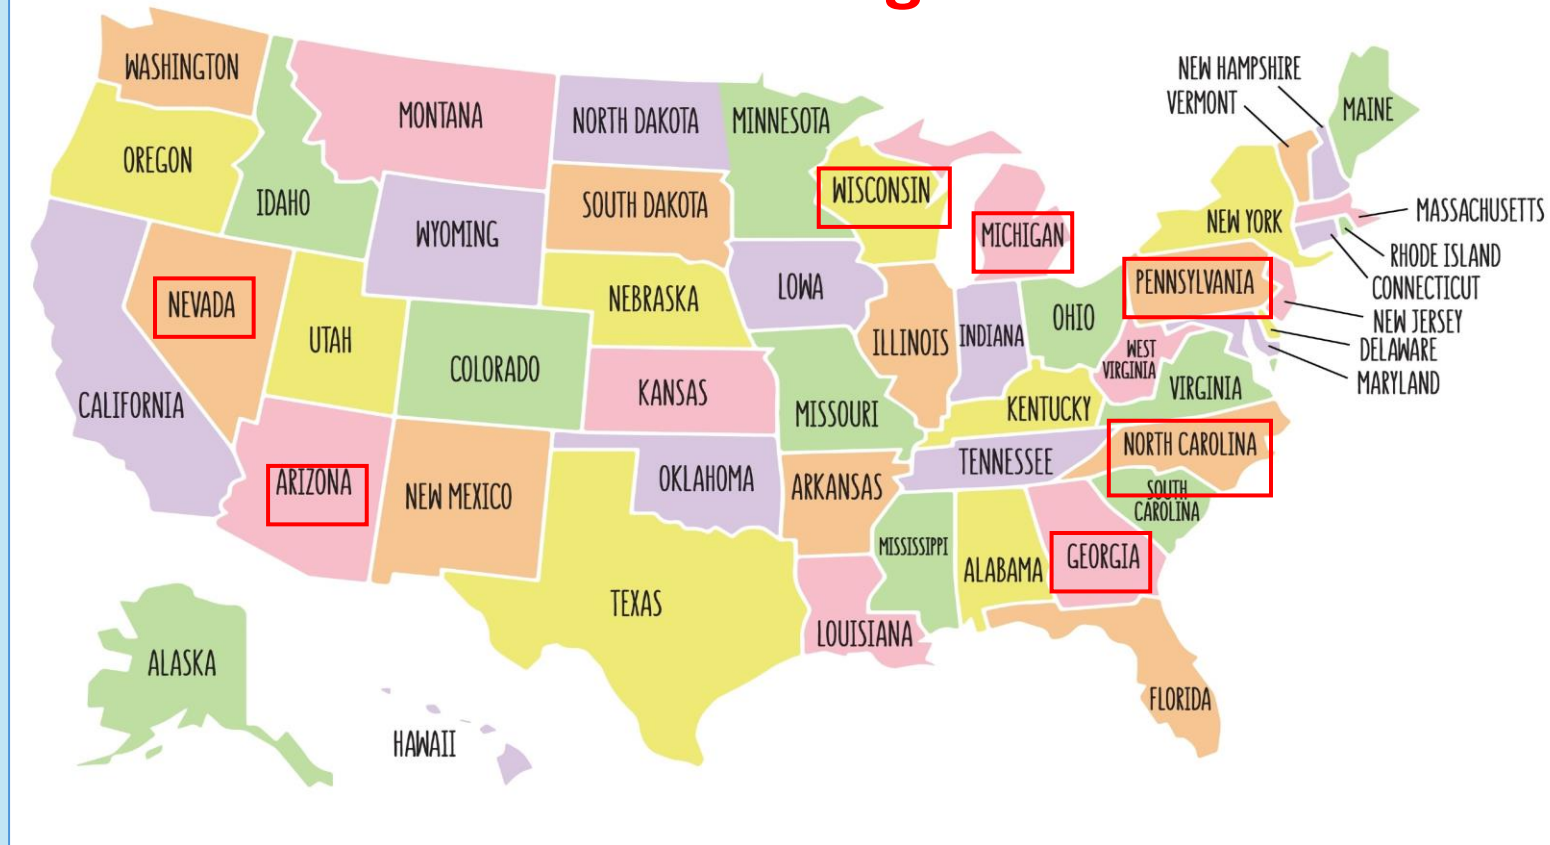 WASHINGTON
MONTANA
NORTH DAKOTA
MINNESOTA
NEW HAMPSHIRE
VERMONT
MAINE
OREGON
IDAHO
SOUTH DAKOTA
WISCONSIN
WYOMING
MICHIGAN
NEW YORK
MASSACHUSETTS
RHODE ISLAND
CONNECTICUT
NEW JERSEY
DELAWARE
MARYLAND
PENNSYLVANIA
NEVADA
UTAH
NEBRASKA
LOWA
ILLINOIS
INDIANA
OHIO
WEST
VIRGINIA
VIRGINIA
COLORADO
KANSAS
MISSOURI
KENTUCKY
CALIFORNIA
ARIZONA
NEW MEXICO
OKLAHOMA
ARKANSAS
TENNESSEE
NORTH CAROLINA
SOUTH
CAROLINA
MISSISSIPPI
ALABAMA
GEORGIA
TEXAS
LOUISIANA
FLORIDA
ALASKA
HAWAII